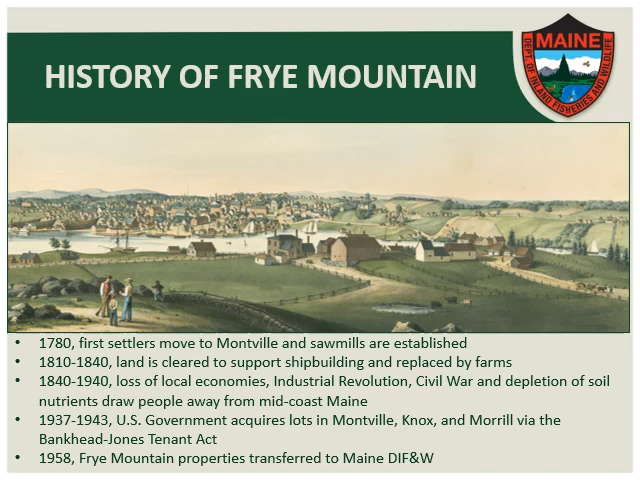 HISTORY OF FRYE MOUNTAIN
MAINE
DEPT. OF INLAND FISHERIES AND WILDLIFE
• 1780, first settlers move to Montville and sawmills are established
• 1810-1840, land is cleared to support shipbuilding and replaced by farms
• 1840-1940, loss of local economies, Industrial Revolution, Civil War and depletion of soil
nutrients draw people away from mid-coast Maine
• 1937-1943, U.S. Government acquires lots in Montville, Knox, and Morrill via the
Bankhead-Jones Tenant Act
• 1958, Frye Mountain properties transferred to Maine DIF&W